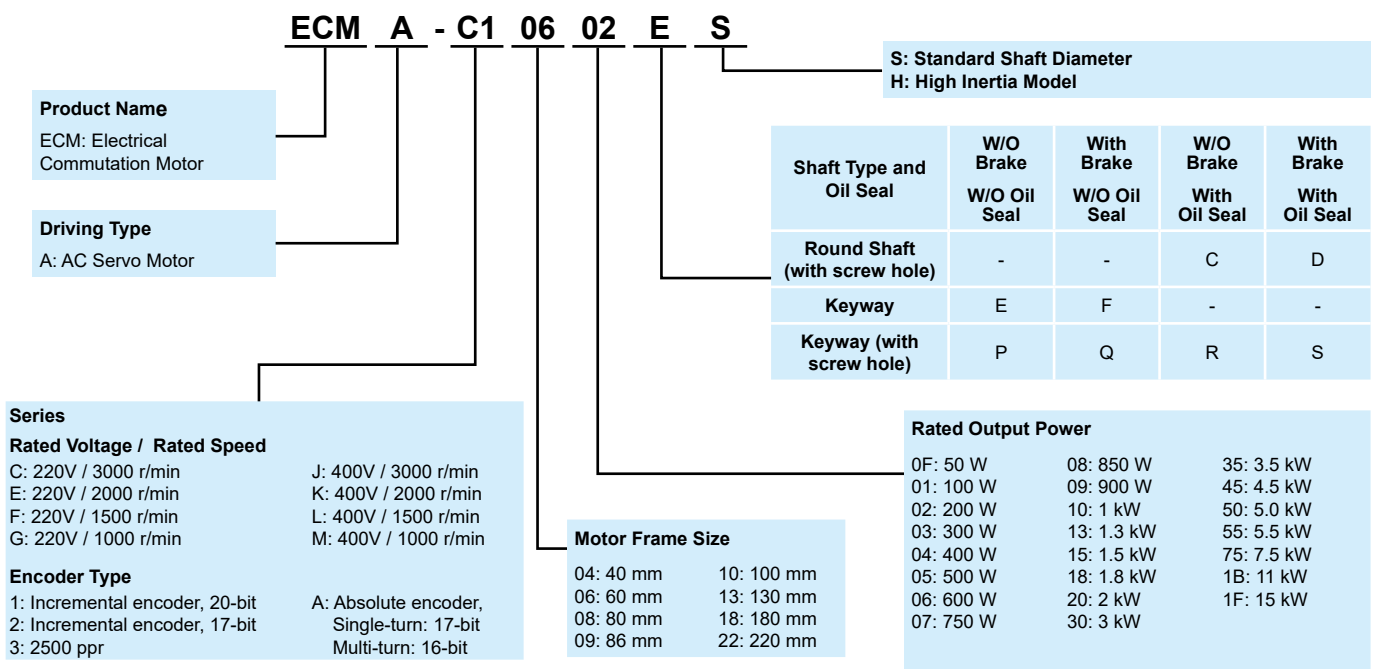 ECM A - C1 06 02 E S
S: Standard Shaft Diameter
H: High Inertia Model
Product Name
ECM: Electrical
Commutation Motor
Driving Type
A: AC Servo Motor
Shaft Type and
Oil Seal
W/O
Brake
W/O Oil
Seal
With
Brake
W/O Oil
Seal
W/O
Brake
With
Oil Seal
With
Brake
With
Oil Seal
Round Shaft
(with screw hole)
- - C D
Keyway
E F - -
Keyway (with
screw hole)
P Q R S
Series
Rated Voltage / Rated Speed
C: 220V / 3000 r/min
E: 220V / 2000 r/min
F: 220V / 1500 r/min
G: 220V / 1000 r/min
J: 400V / 3000 r/min
K: 400V / 2000 r/min
L: 400V / 1500 r/min
M: 400V / 1000 r/min
Encoder Type
1: Incremental encoder, 20-bit
2: Incremental encoder, 17-bit
3: 2500 ppr
A: Absolute encoder,
Single-turn: 17-bit
Multi-turn: 16-bit
Motor Frame Size
04: 40 mm
06: 60 mm
08: 80 mm
09: 86 mm
10: 100 mm
13: 130 mm
18: 180 mm
22: 220 mm
Rated Output Power
0F: 50 W
01: 100 W
02: 200 W
03: 300 W
04: 400 W
05: 500 W
06: 600 W
07: 750 W
08: 850 W
09: 900 W
10: 1 kW
13: 1.3 kW
15: 1.5 kW
18: 1.8 kW
20: 2 kW
30: 3 kW
35: 3.5 kW
45: 4.5 kW
50: 5.0 kW
55: 5.5 kW
75: 7.5 kW
1B: 11 kW
1F: 15 kW